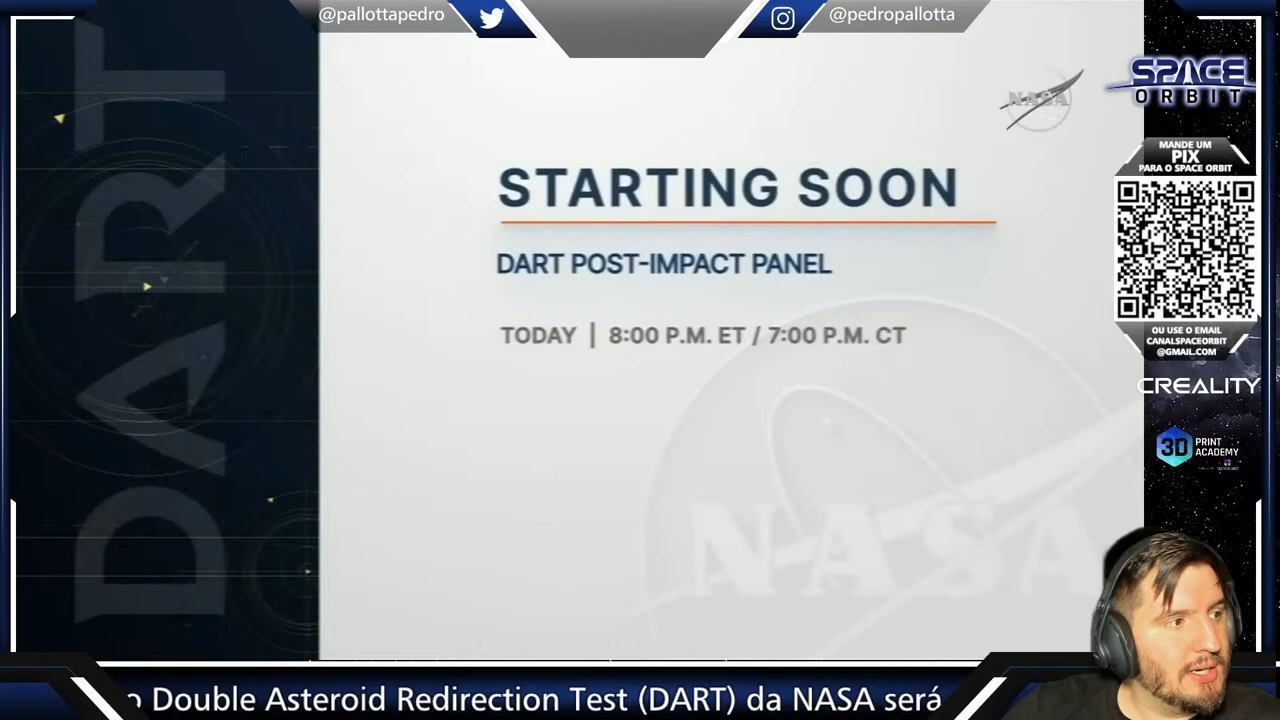 @pallottapedro
@pedropallotta
DART
NASA
SPACE
ORBIT
STARTING SOON
DART POST-IMPACT PANEL
TODAY | 8:00 P.M. ET / 7:00 P.M. CT
MANDE UM
PIX
PARA O SPACE ORBIT
OU USE O EMAIL
CANALSPACEORBIT
@GMAIL.COM
CREALITY
3D PRINT
ACADEMY
NASA
o Double Asteroid Redirection Test (DART) da NASA será